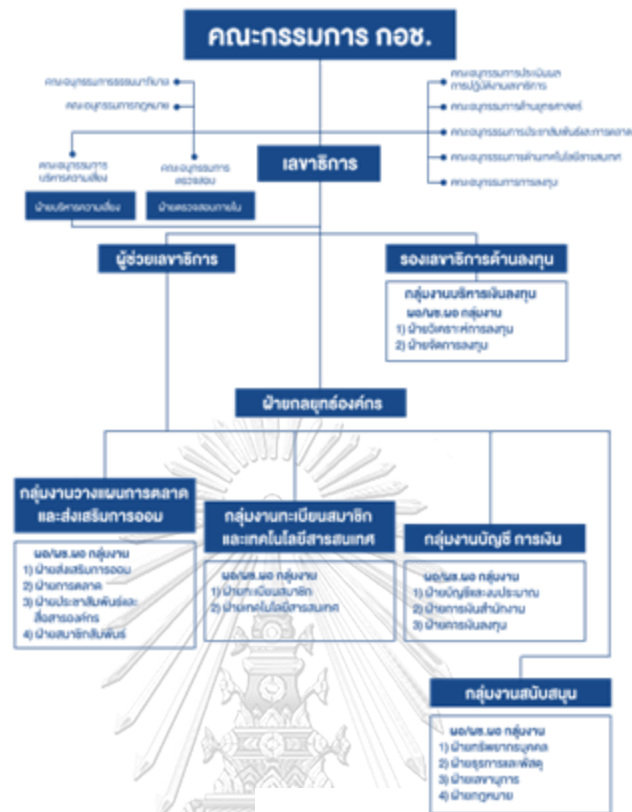 คณะกรรมการ กอช.
คณะอนุกรรมการธรรมาภิบาล
คณะอนุกรรมการกฎหมาย
คณะอนุกรรมการประเมินผล
การปฏิบัติงานเลขาธิการ
คณะอนุกรรมการด้านยุทธศาสตร์
คณะอนุกรรมการประชาสัมพันธ์และการตลาด
คณะอนุกรรมการด้านเทคโนโลยีสารสนเทศ
คณะอนุกรรมการการลงทุน
คณะอนุกรรมการ
บริหารความเสี่ยง
คณะอนุกรรมการ
ตรวจสอบ
เลขาธิการ
ฝ่ายบริหารความเสี่ยง
ฝ่ายตรวจสอบภายใน
ผู้ช่วยเลขาธิการ
รองเลขาธิการด้านลงทุน
กลุ่มงานบริหารเงินลงทุน
ผอ/ผช.ผอ กลุ่มงาน
1) ฝ่ายวิเคราะห์การลงทุน
2) ฝ่ายจัดการลงทุน
ฝ่ายกลยุทธ์องค์กร
กลุ่มงานวางแผนการตลาด
และส่งเสริมการออม
ผอ/ผช.ผอ กลุ่มงาน
1) ฝ่ายส่งเสริมการออม
2) ฝ่ายการตลาด
3) ฝ่ายประชาสัมพันธ์และ
สื่อสารองค์กร
4) ฝ่ายสมาชิกสัมพันธ์
กลุ่มงานทะเบียนสมาชิก
และเทคโนโลยีสารสนเทศ
ผอ/ผช.ผอ กลุ่มงาน
1) ฝ่ายทะเบียนสมาชิก
2) ฝ่ายเทคโนโลยีสารสนเทศ
กลุ่มงานบัญชี การเงิน
ผอ/ผช.ผอ กลุ่มงาน
1) ฝ่ายบัญชีและงบประมาณ
2) ฝ่ายการเงินสำนักงาน
3) ฝ่ายการเงินลงทุน
กลุ่มงานสนับสนุน
ผอ/ผช.ผอ กลุ่มงาน
1) ฝ่ายทรัพยากรบุคคล
2) ฝ่ายธุรการและพัสดุ
3) ฝ่ายเลขานุการ
4) ฝ่ายกฎหมาย